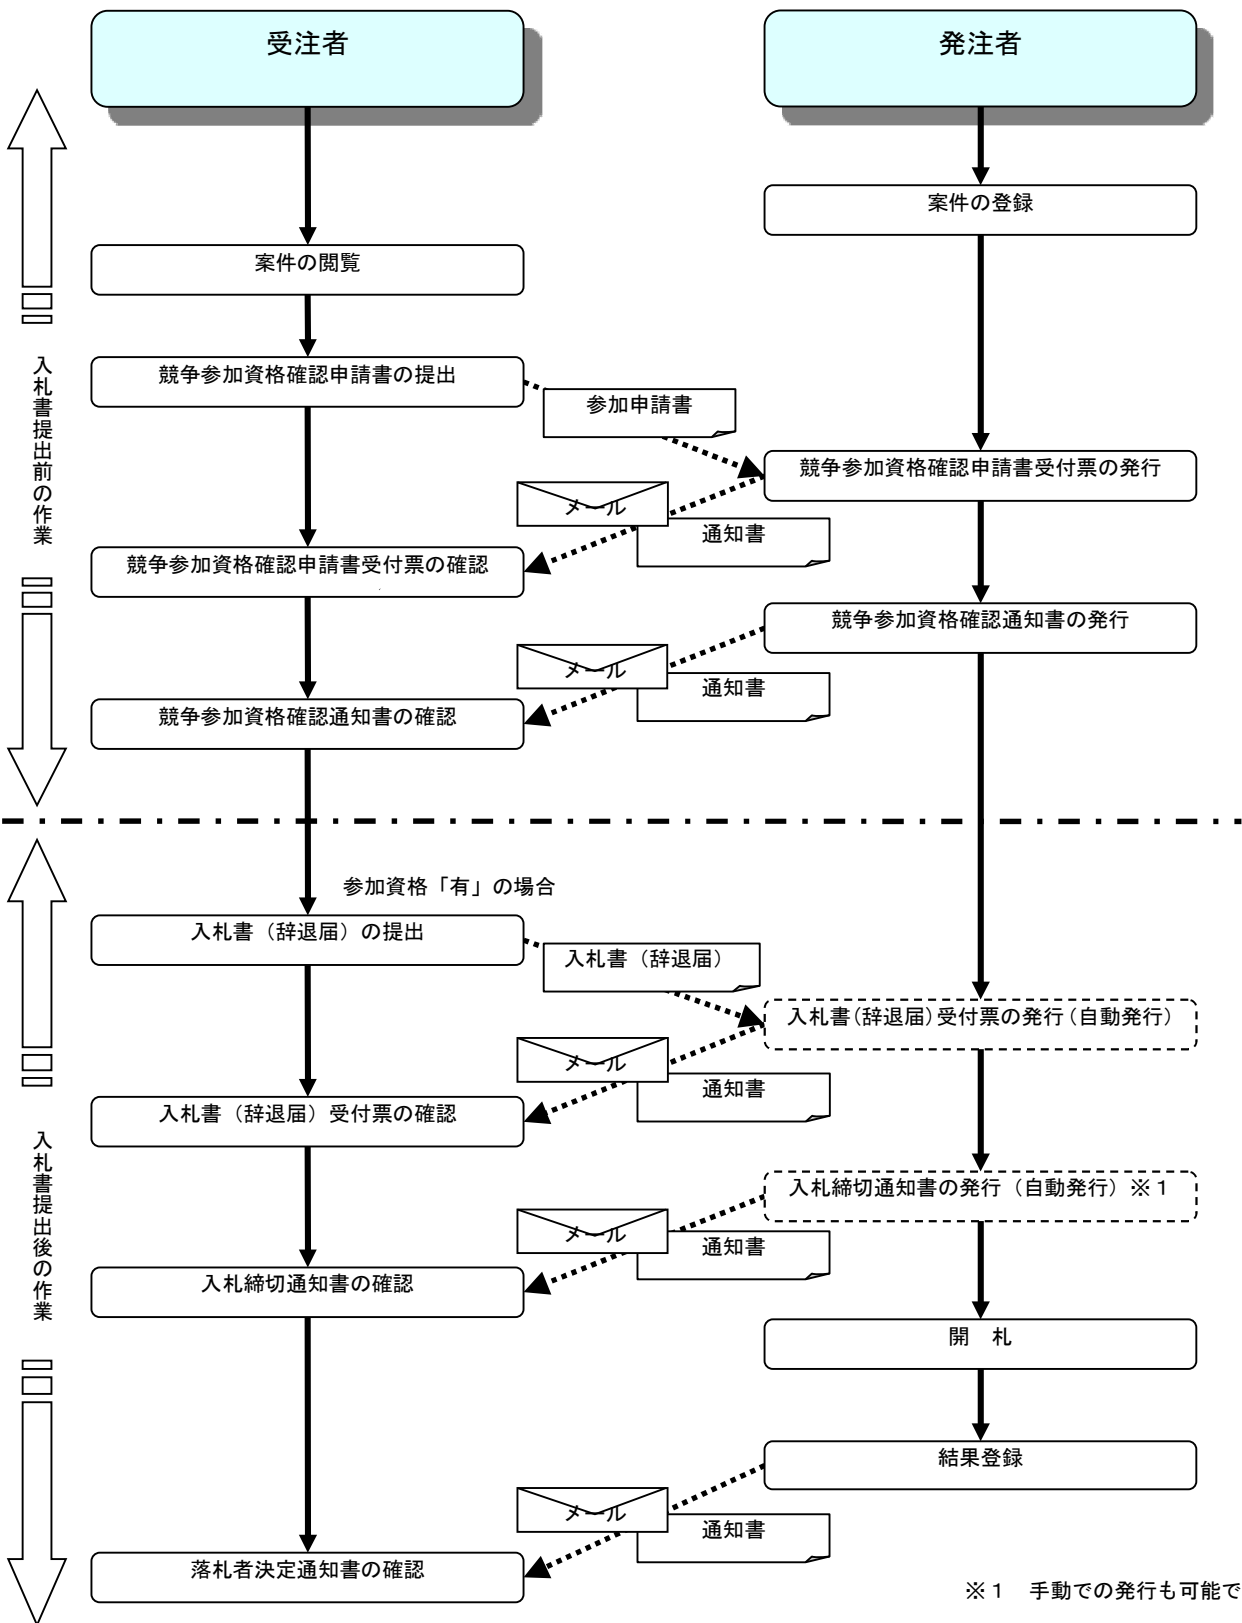 受注者
発注者
案件の登録
案件の閲覧
競争参加資格確認申請書の提出
参加申請書
入札書提出前の作業
競争参加資格確認申請書受付票の発行
メール
通知書
競争参加資格確認申請書受付票の確認
競争参加資格確認通知書の発行
メール
通知書
競争参加資格確認通知書の確認
参加資格「有」の場合
入札書（辞退届）の提出
入札書（辞退届）
入札書(辞退届)受付票の発行(自動発行)
メール
通知書
入札書（辞退届）受付票の確認
入札書提出後の作業
入札締切通知書の発行（自動発行）※１
メール
通知書
入札締切通知書の確認
開　札
結果登録
メール
通知書
落札者決定通知書の確認
※１　手動での発行も可能で